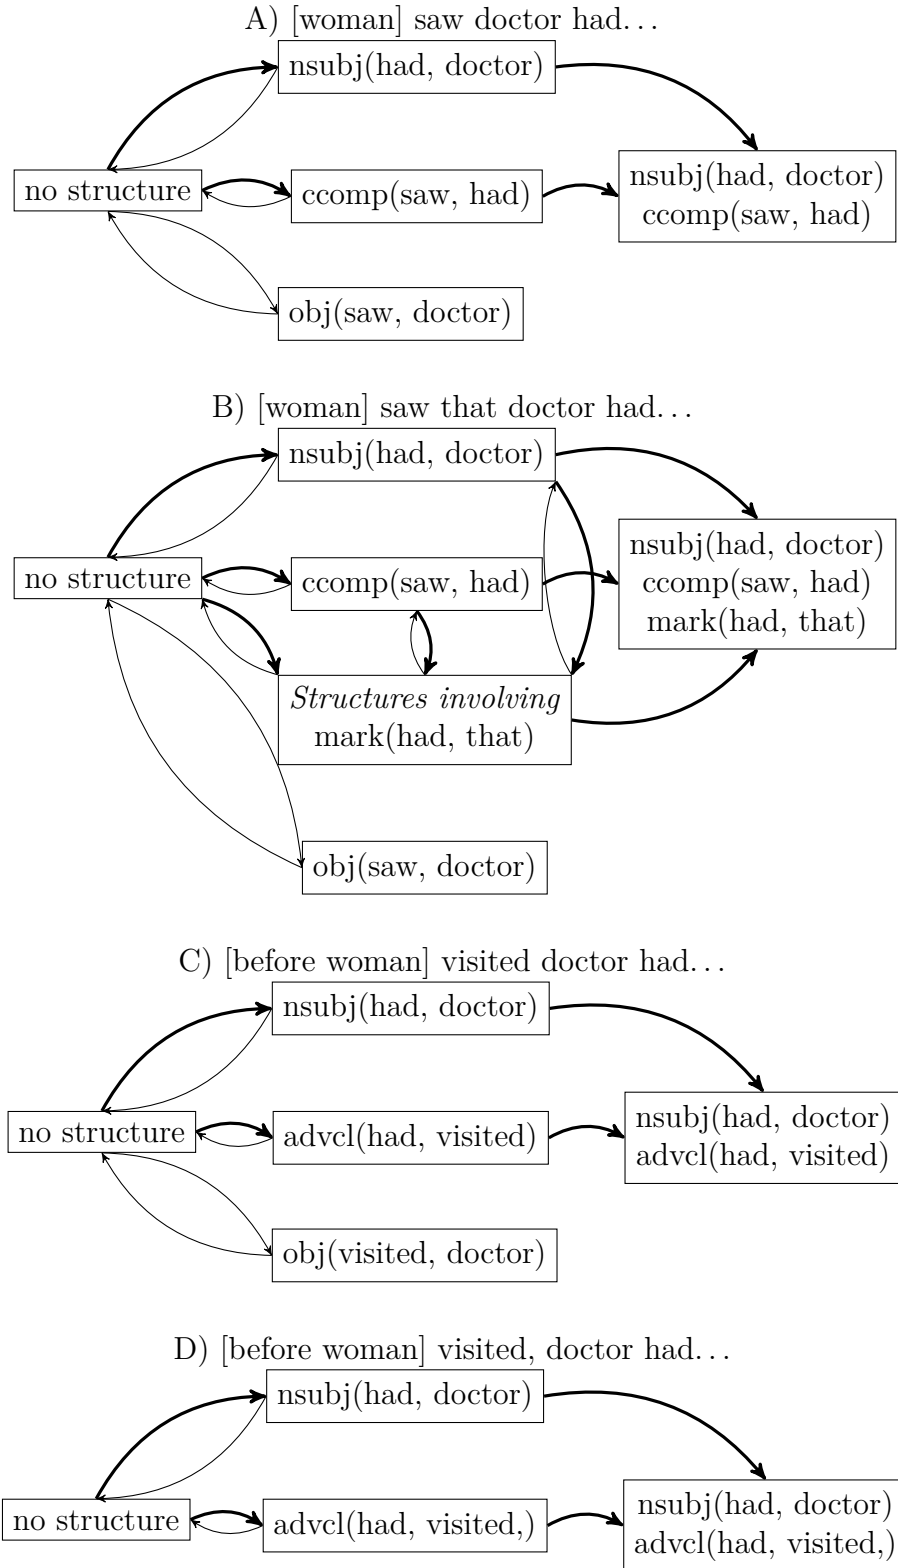 A) [woman] saw doctor had…
nsubj(had, doctor)
no structure
ccomp(saw, had)
nsubj(had, doctor)
ccomp(saw, had)
obj(saw, doctor)
B) [woman] saw that doctor had…
nsubj(had, doctor)
no structure
ccomp(saw, had)
nsubj(had, doctor)
ccomp(saw, had)
mark(had, that)
Structures involving
mark(had, that)
obj(saw, doctor)
C) [before woman] visited doctor had…
nsubj(had, doctor)
no structure
advcl(had, visited)
nsubj(had, doctor)
advcl(had, visited)
obj(visited, doctor)
D) [before woman] visited, doctor had…
nsubj(had, doctor)
no structure
advcl(had, visited,)
nsubj(had, doctor)
advcl(had, visited,)